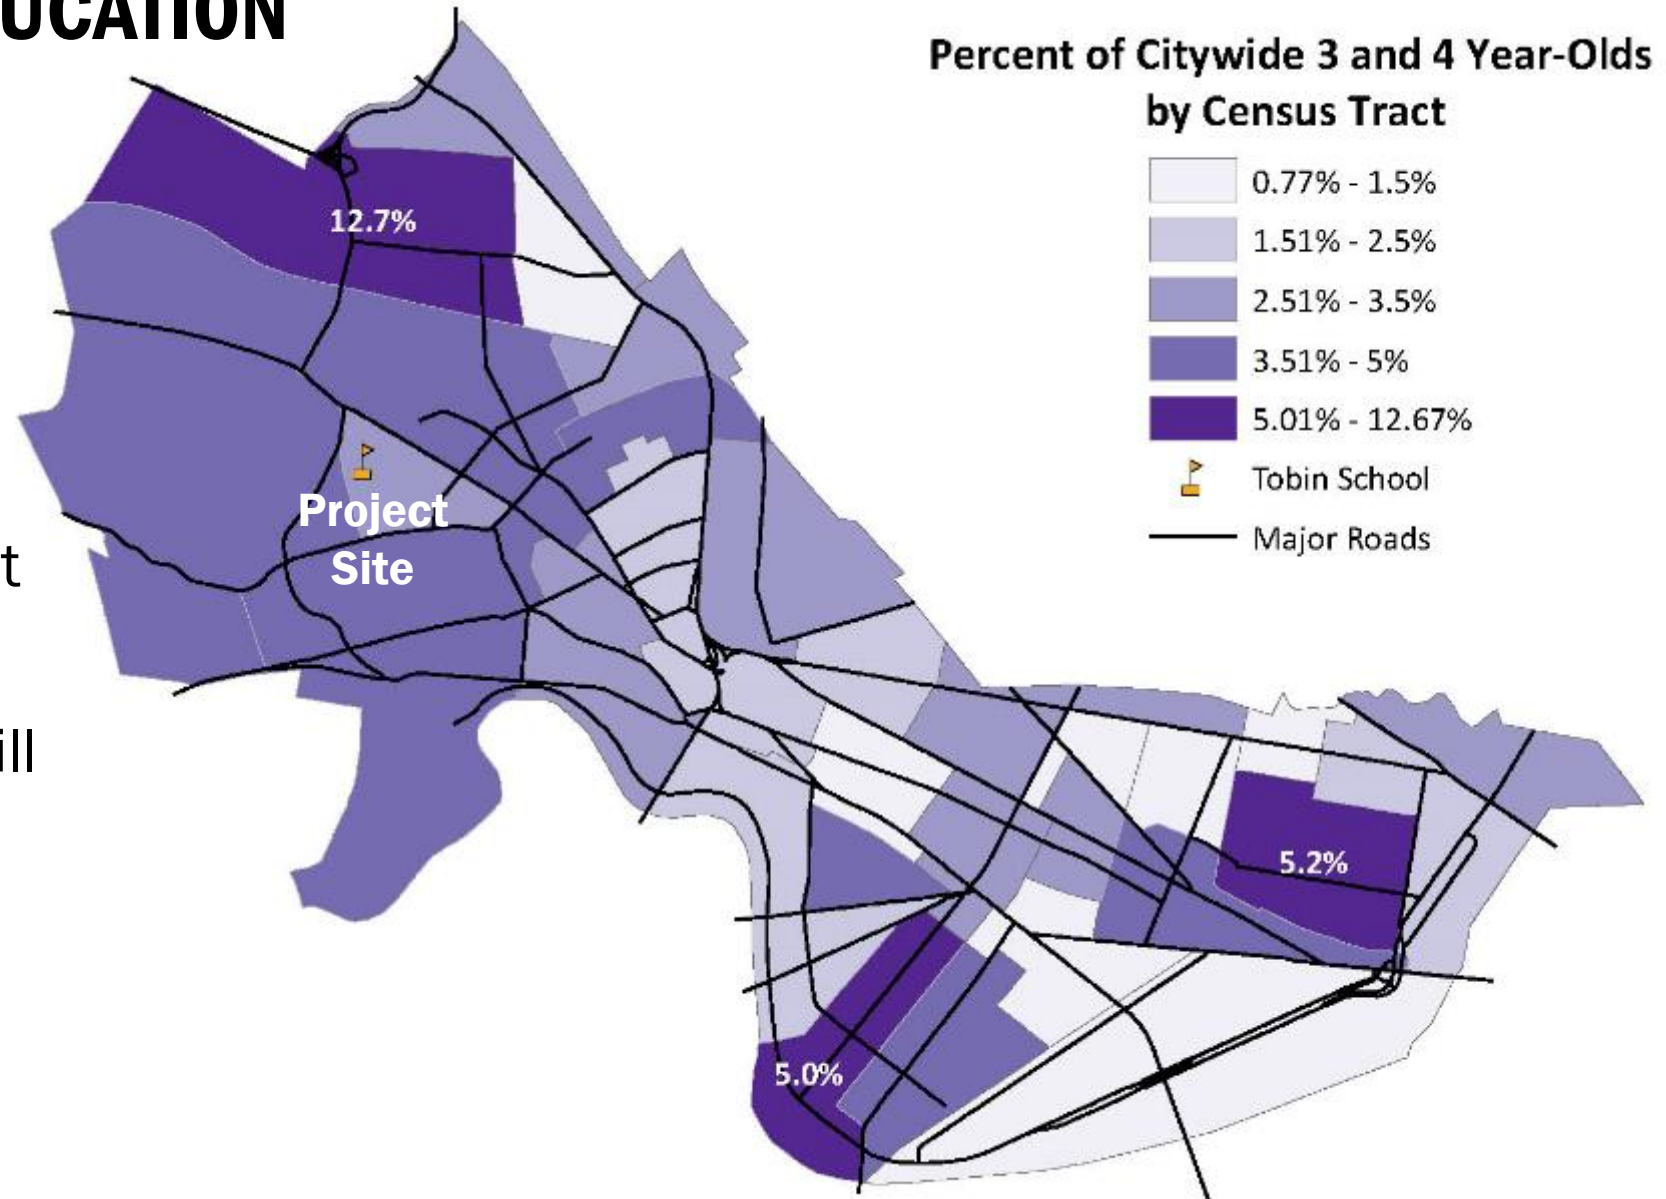 UCATION
Percent of Citywide 3 and 4 Year-Olds
by Census Tract
0.77% - 1.5%
1.51% - 2.5%
2.51% - 3.5%
3.51% - 5%
5.01% - 12.67%
Tobin School
Major Roads
12.7%
Project
Site
t
ill
5.2%
5.0%